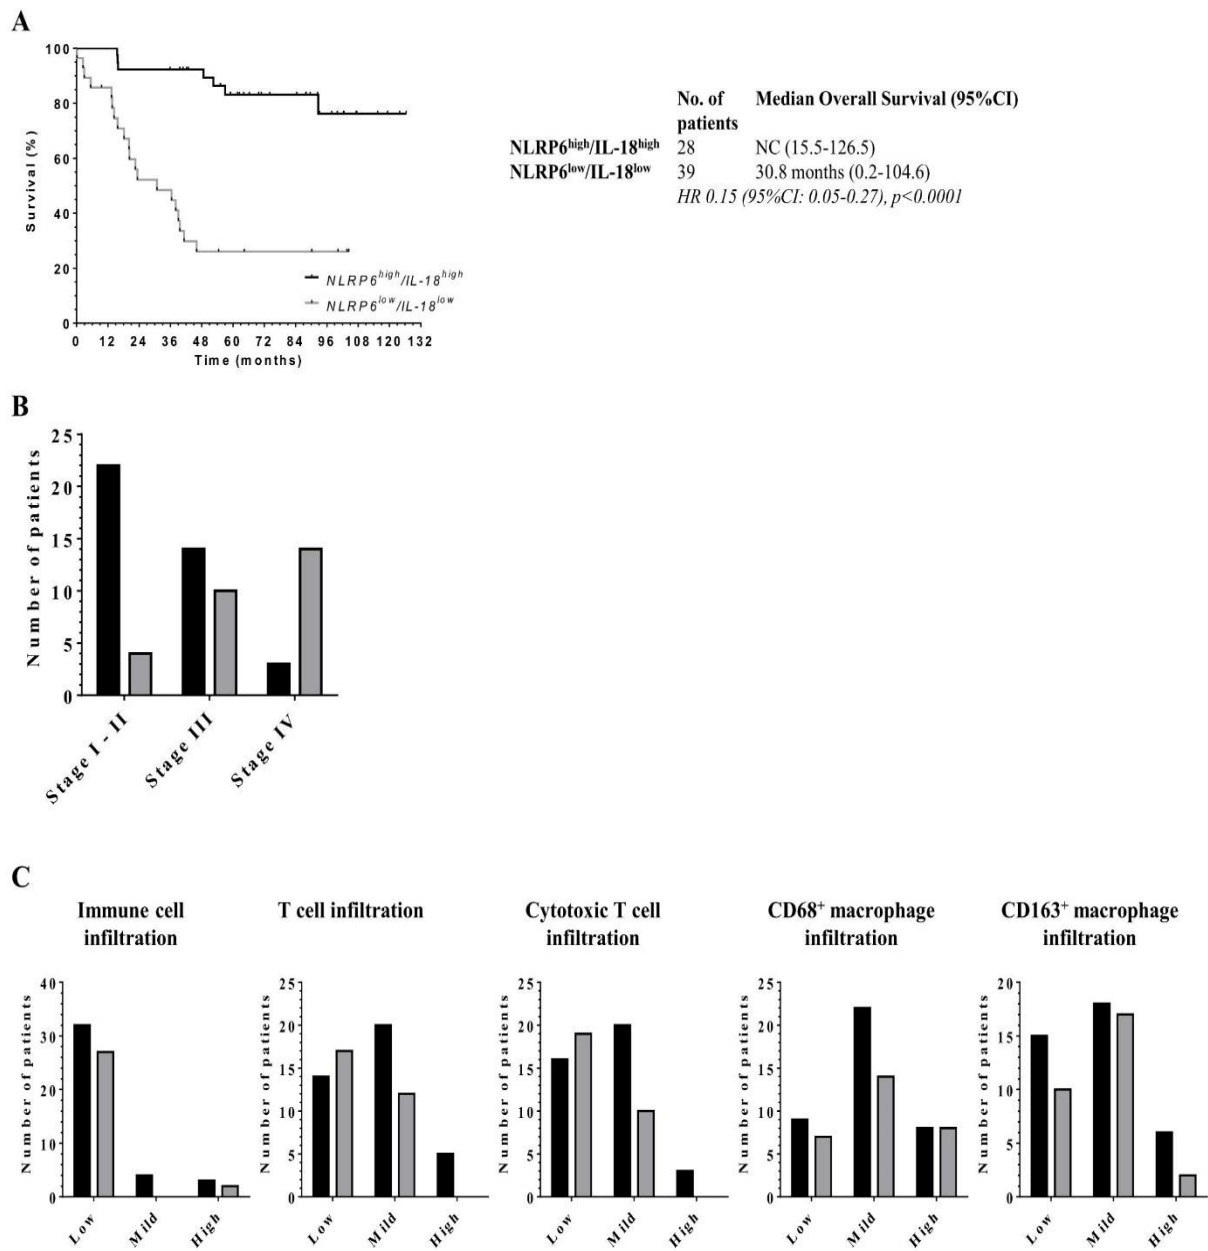 A
100
80
60
40
20
0
Survival (%)
0 12 24 36 48 60 72 84 96 108 120 132
Time (months)
NLRP6high/IL-18high
NLRP6low/IL-18low
No. of patients Median Overall Survival (95%CI)
NLRP6high/IL-18high 28 NC (15.5-126.5)
NLRP6low/IL-18low 39 30.8 months (0.2-104.6)
HR 0.15 (95%CI: 0.05-0.27), p<0.0001
B
25
20
15
10
5
0
Number of patients
Stage I - II
Stage III
Stage IV
C
Immune cell
infiltration
40
30
20
10
0
Number of patients
Low
Mild
High
T cell infiltration
25
20
15
10
5
0
Number of patients
Low
Mild
High
Cytotoxic T cell
infiltration
25
20
15
10
5
0
Number of patients
Low
Mild
High
CD68+ macrophage
infiltration
25
20
15
10
5
0
Number of patients
Low
Mild
High
CD163+ macrophage
infiltration
20
15
10
5
0
Number of patients
Low
Mild
High